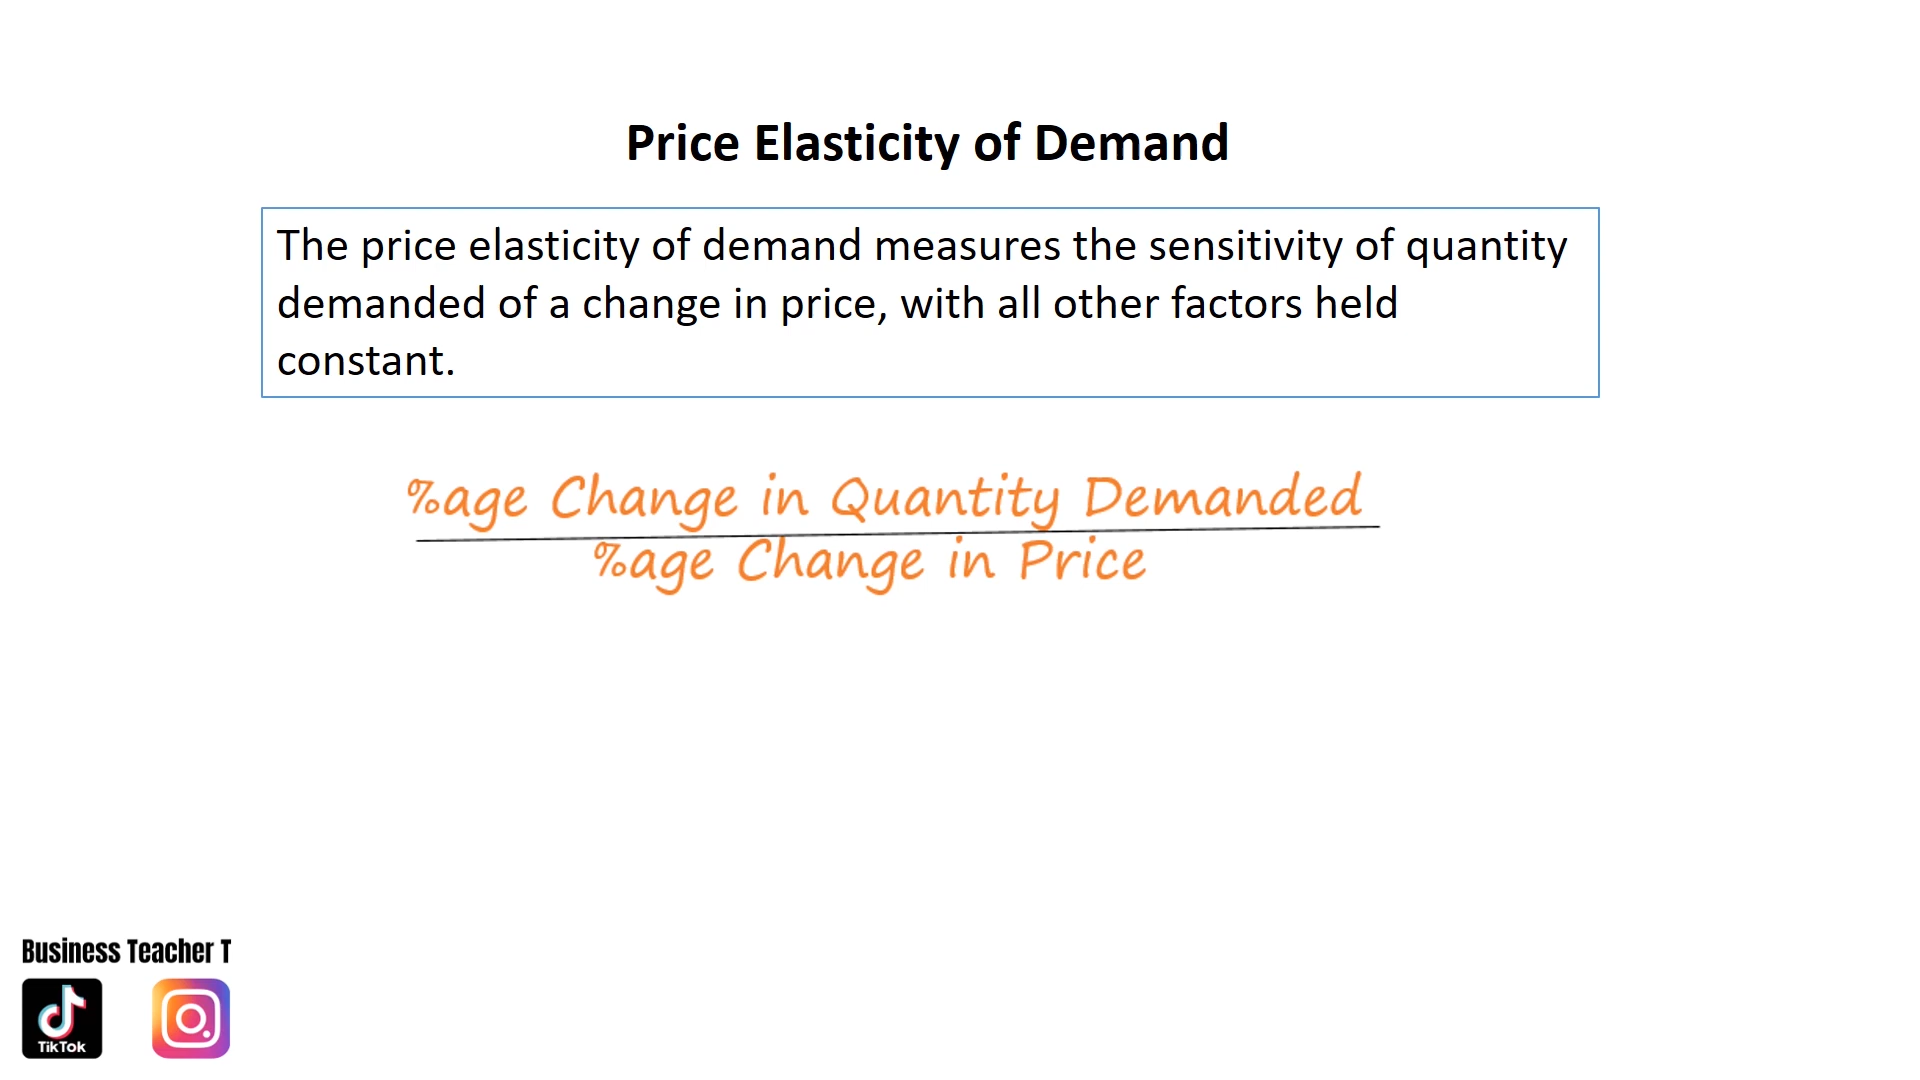 Price Elasticity of Demand
The price elasticity of demand measures the sensitivity of quantity
demanded of a change in price, with all other factors held
constant.
%age Change in Quantity Demanded
%age Change in Price
Business Teacher T
TikTok